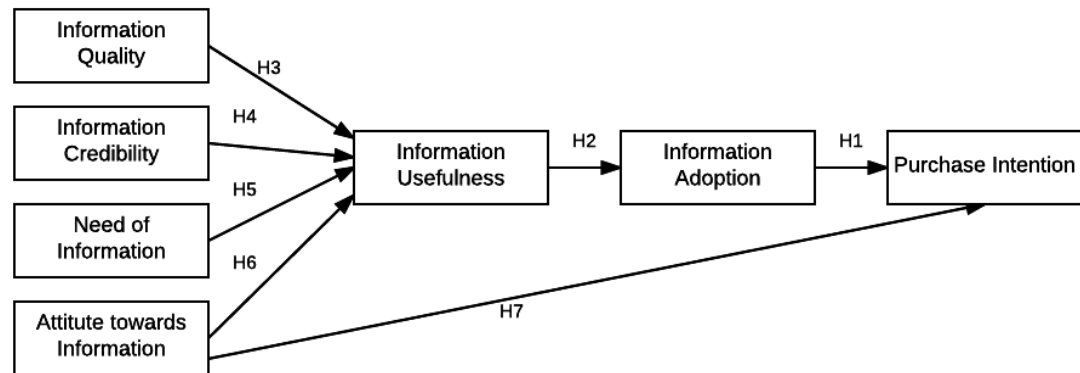 Information
Quality
H3
Information
Credibility
H4
Need of
Information
H5
Attitute towards
Information
H6
Information
Usefulness
H2
Information
Adoption
H1
Purchase Intention
H7